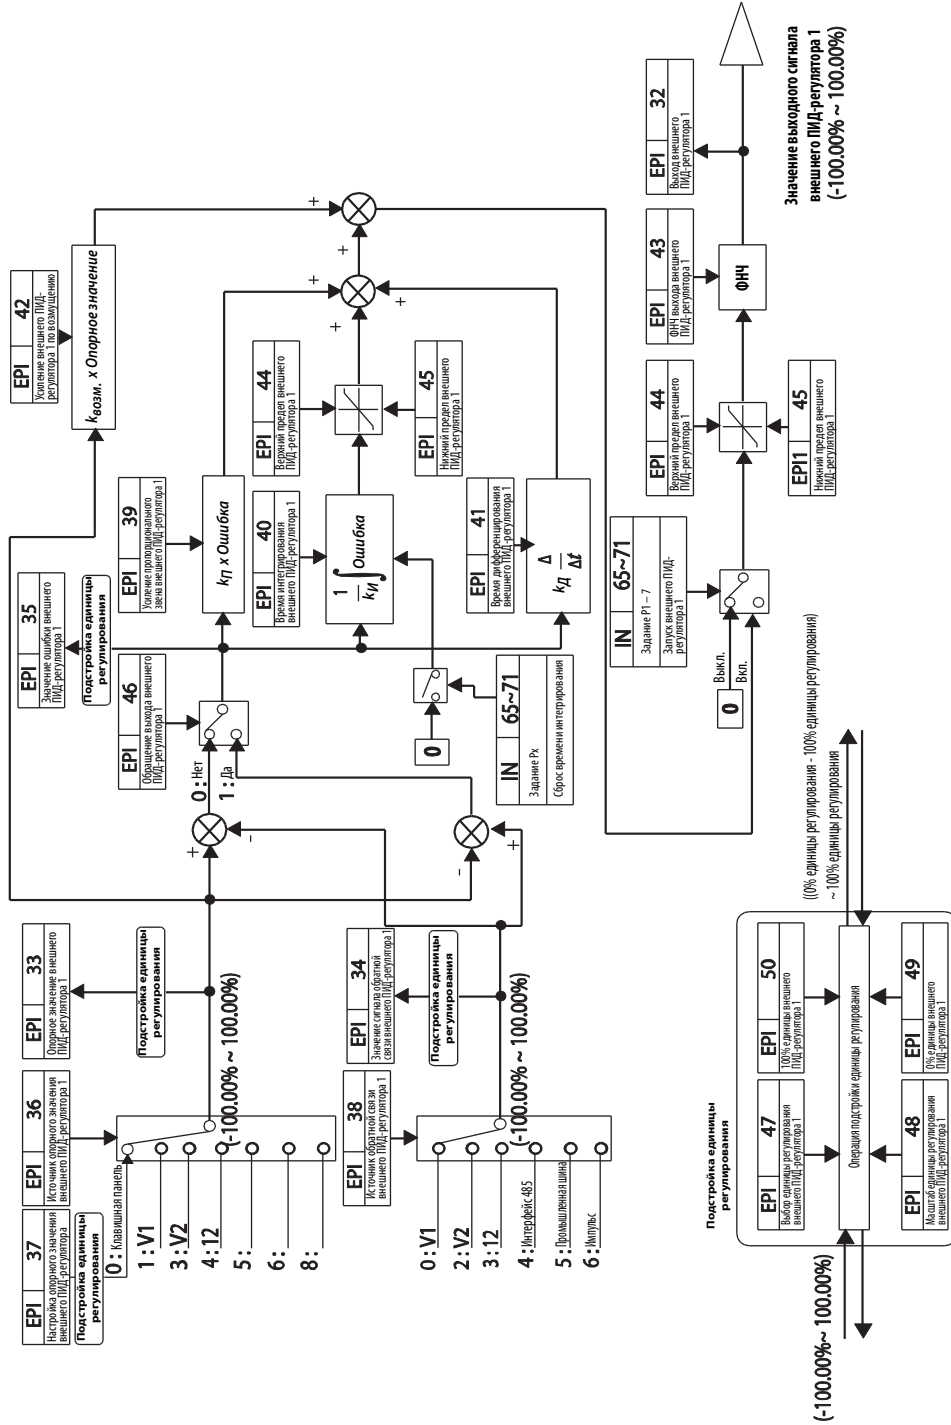 EPI 37
Настройка опорного значения
внешнего ПИД-регулятора
Подстройка единицы
регулирования
EPI 36
Источник опорного значения
внешнего ПИД-регулятора 1
EPI 33
Опорное значение внешнего
ПИД-регулятора 1
Подстройка единицы
регулирования
0 : Клавишная панель
1 : V1
3 : V2
4 : 12
5 :
6 :
8 :
(-100.00% ~ 100.00%)
EPI 38
Источник обратной связи
внешнего ПИД-регулятора 1
EPI 34
Значение сигнала обратной
связи внешнего ПИД-регулятора 1
Подстройка единицы
регулирования
0 : V1
2 : V2
3 : 12
4 : Интерфейс 485
5 : Промышленная шина
6 : Импульс
(-100.00% ~ 100.00%)
+
-
-
+
0 : Нет
1 : Да
EPI 46
Обращение выхода внешнего
ПИД-регулятора 1
EPI 35
Значение ошибки внешнего
ПИД-регулятора 1
Подстройка единицы
регулирования
EPI 39
Усиление пропорционального
звена внешнего ПИД-регулятора 1
kП x Ошибка
EPI 42
Усиление внешнего ПИД-
регулятора 1 по возмущению
kвозм. x Опорное значение
EPI 40
Время интегрирования
внешнего ПИД-регулятора 1
1 / kИ ∫ Ошибка
EPI 44
Верхний предел внешнего
ПИД-регулятора 1
EPI 45
Нижний предел внешнего
ПИД-регулятора 1
EPI 41
Время дифференцирования
внешнего ПИД-регулятора 1
kД Δ / Δt
0
IN 65~71
Задание Px
Сброс времени интегрирования
+
+
+
+
+
IN 65~71
Задание P1 – 7
Запуск внешнего ПИД-
регулятора 1
0
Выкл.
Вкл.
EPI 44
Верхний предел внешнего
ПИД-регулятора 1
EPI1 45
Нижний предел внешнего
ПИД-регулятора 1
EPI 43
ФНЧ выхода внешнего
ПИД-регулятора 1
ФНЧ
EPI 32
Выход внешнего
ПИД-регулятора 1
Значение выходного сигнала
внешнего ПИД-регулятора 1
(-100.00% ~ 100.00%)
Подстройка единицы
регулирования
EPI 47
Выбор единицы регулирования
внешнего ПИД-регулятора 1
EPI 50
100% единицы внешнего
ПИД-регулятора 1
Операция подстройки единицы регулирования
EPI 48
Масштаб единицы регулирования
внешнего ПИД-регулятора 1
EPI 49
0% единицы внешнего
ПИД-регулятора 1
(-100.00%~ 100.00%)
((0% единицы регулирования - 100% единицы регулирования)
~ 100% единицы регулирования